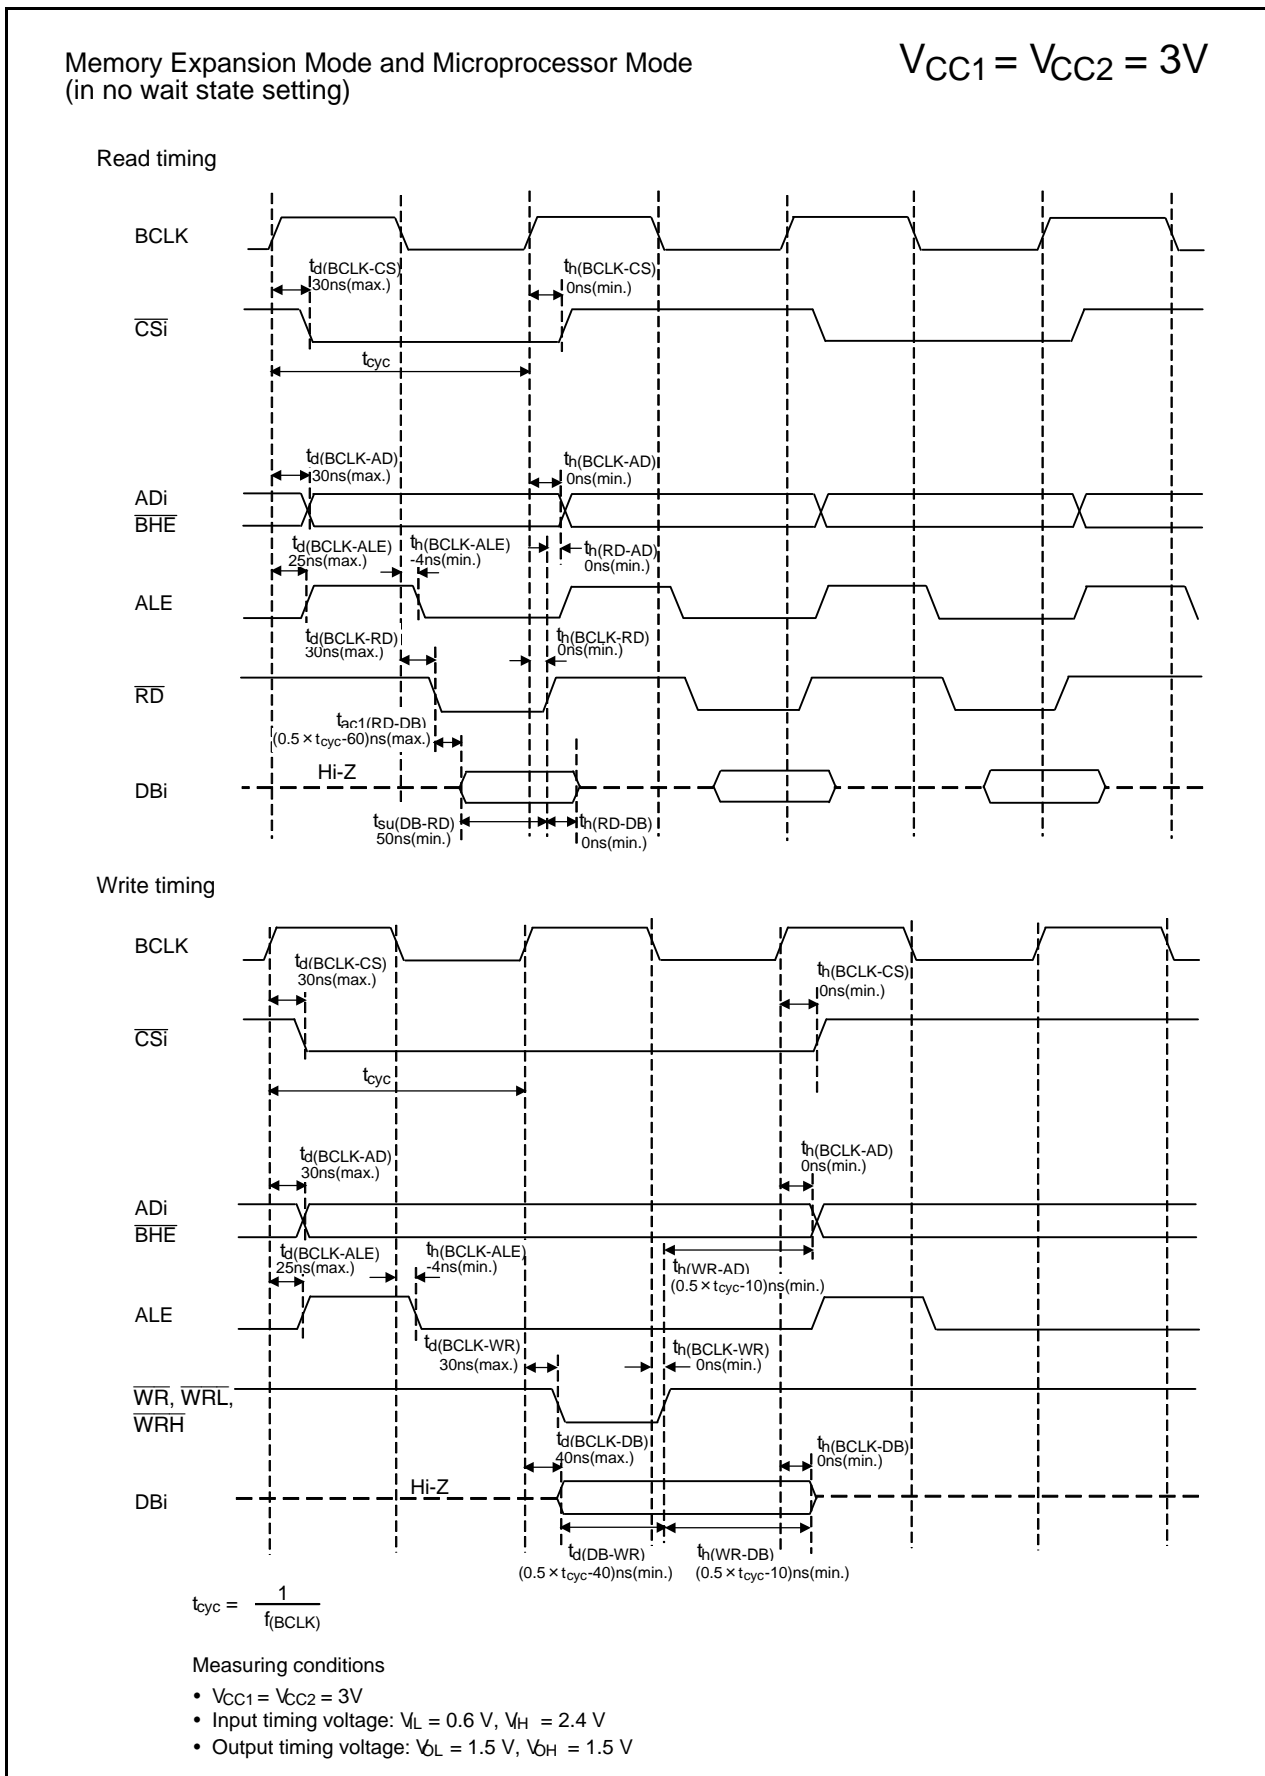 Memory Expansion Mode and Microprocessor Mode
(in no wait state setting)
VCC1 = VCC2 = 3V
Read timing
BCLK
td(BCLK-CS)
30ns(max.)
th(BCLK-CS)
0ns(min.)
CSi
tcyc
td(BCLK-AD)
30ns(max.)
th(BCLK-AD)
0ns(min.)
ADi
BHE
td(BCLK-ALE)
25ns(max.)
th(BCLK-ALE)
-4ns(min.)
th(RD-AD)
0ns(min.)
ALE
td(BCLK-RD)
30ns(max.)
th(BCLK-RD)
0ns(min.)
RD
tac1(RD-DB)
(0.5 × tcyc-60)ns(max.)
Hi-Z
DBi
tsu(DB-RD)
50ns(min.)
th(RD-DB)
0ns(min.)
Write timing
BCLK
td(BCLK-CS)
30ns(max.)
th(BCLK-CS)
0ns(min.)
CSi
tcyc
td(BCLK-AD)
30ns(max.)
th(BCLK-AD)
0ns(min.)
ADi
BHE
td(BCLK-ALE)
25ns(max.)
th(BCLK-ALE)
-4ns(min.)
th(WR-AD)
(0.5 × tcyc-10)ns(min.)
ALE
td(BCLK-WR)
30ns(max.)
th(BCLK-WR)
0ns(min.)
WR, WRL,
WRH
td(BCLK-DB)
40ns(max.)
th(BCLK-DB)
0ns(min.)
Hi-Z
DBi
td(DB-WR)
(0.5 × tcyc-40)ns(min.)
th(WR-DB)
(0.5 × tcyc-10)ns(min.)
tcyc = 1
f(BCLK)
Measuring conditions
• VCC1 = VCC2 = 3V
• Input timing voltage: VIL = 0.6 V, VIH = 2.4 V
• Output timing voltage: VOL = 1.5 V, VOH = 1.5 V